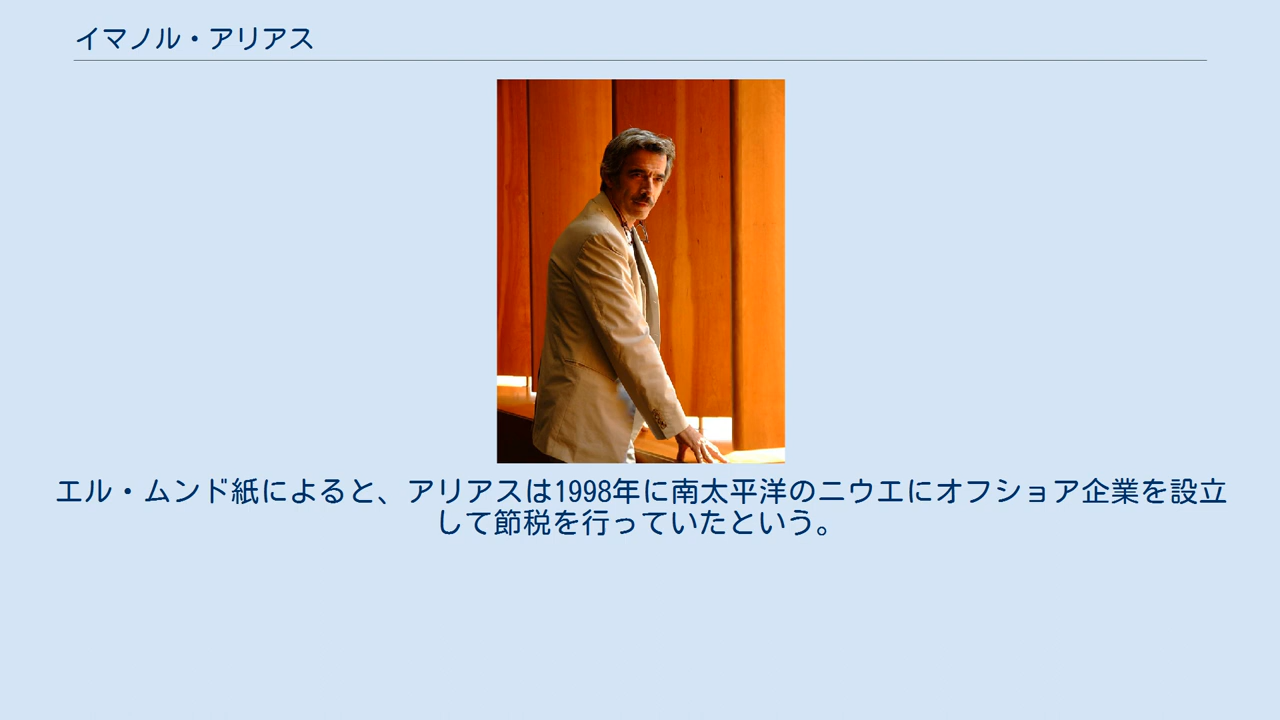 イマノル・アリアス
エル・ムンド紙によると、アリアスは1998年に南太平洋のニウエにオフショア企業を設立
して節税を行っていたという。